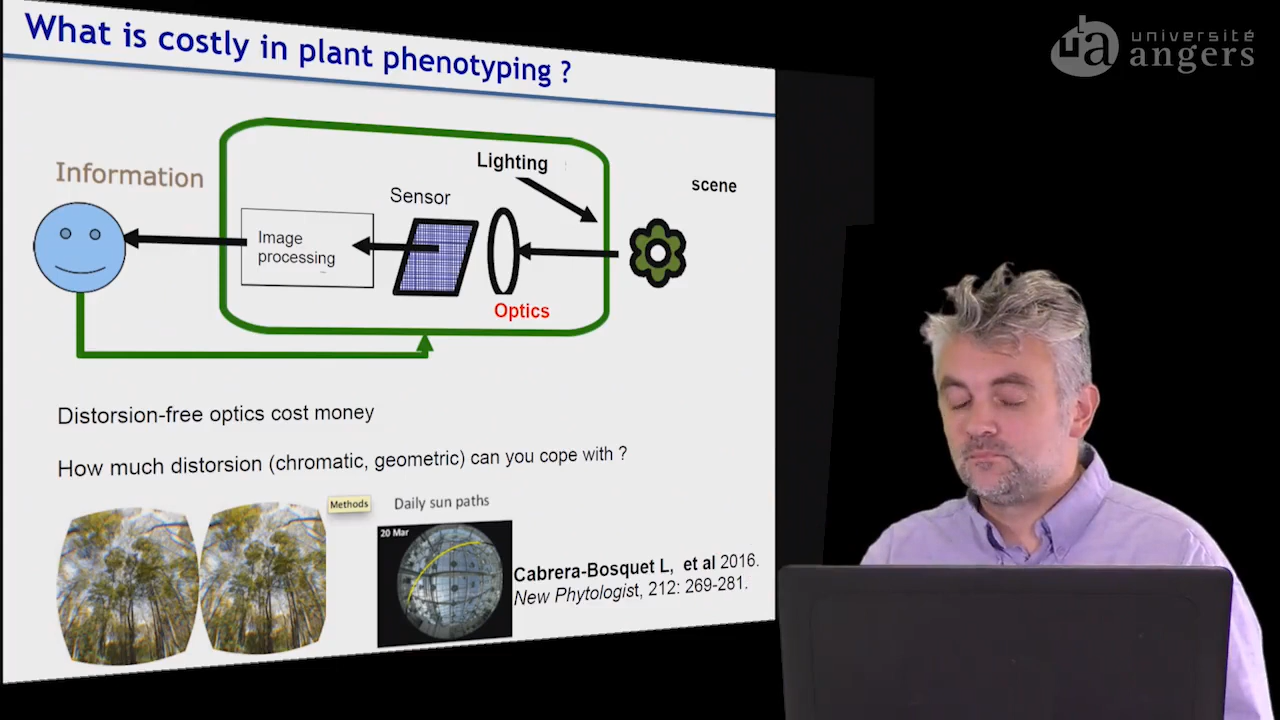 What is costly in plant phenotyping ?
université
angers
Information
Lighting
scene
Sensor
Image
processing
Optics
Distorsion-free optics cost money
How much distorsion (chromatic, geometric) can you cope with ?
Methods
Daily sun paths
20 Mar
Cabrera-Bosquet L, et al 2016.
New Phytologist, 212: 269-281.